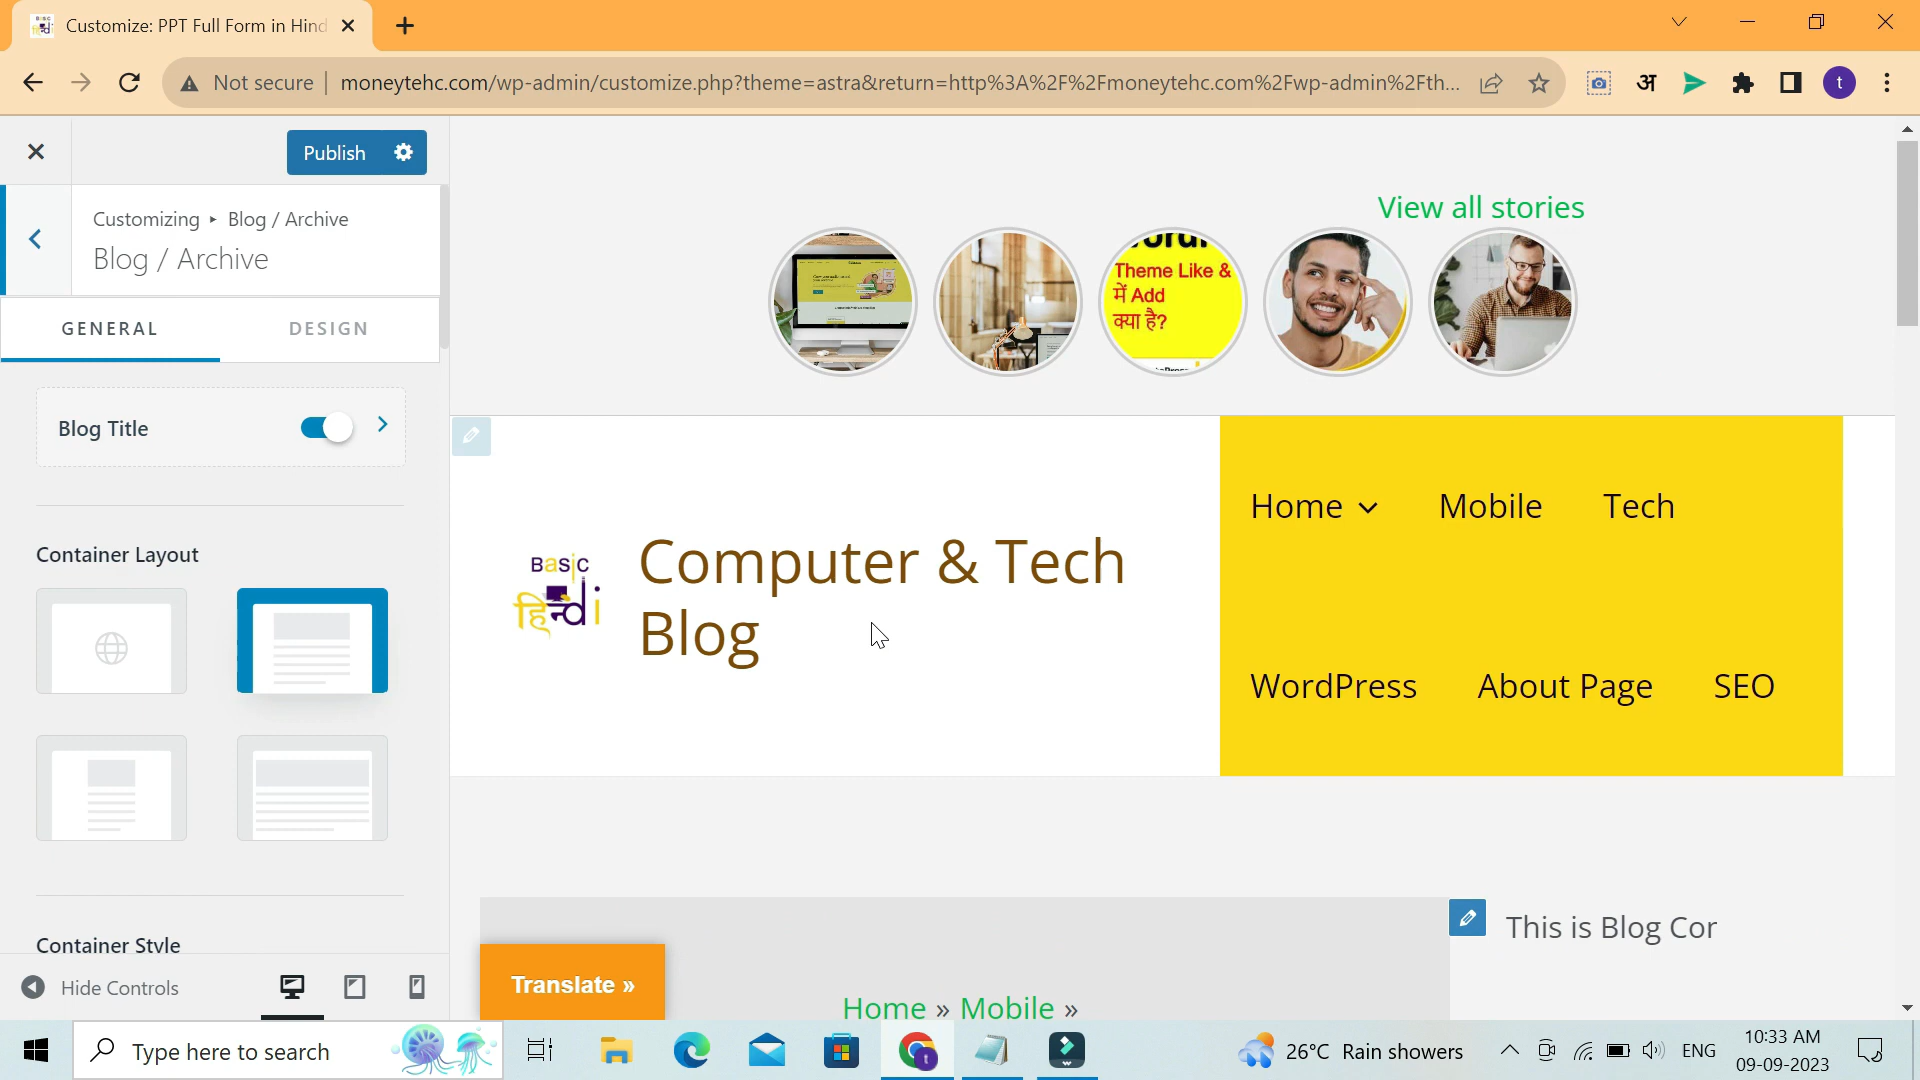 Customize: PPT Full Form in Hind
Not secure
moneytehc.com/wp-admin/customize.php?theme=astra&return=http%3A%2F%2Fmoneytehc.com%2Fwp-admin%2Fth...
अ
t
Publish
Customizing ▸ Blog / Archive
Blog / Archive
GENERAL
DESIGN
Blog Title
Container Layout
Container Style
Hide Controls
View all stories
Theme Like &
में Add
क्या है?
BaSiC
हिन्दी
Computer & Tech
Blog
Home
Mobile
Tech
WordPress
About Page
SEO
This is Blog Cor
Translate »
Home » Mobile »
Type here to search
t
26°C Rain showers
ENG
10:33 AM
09-09-2023